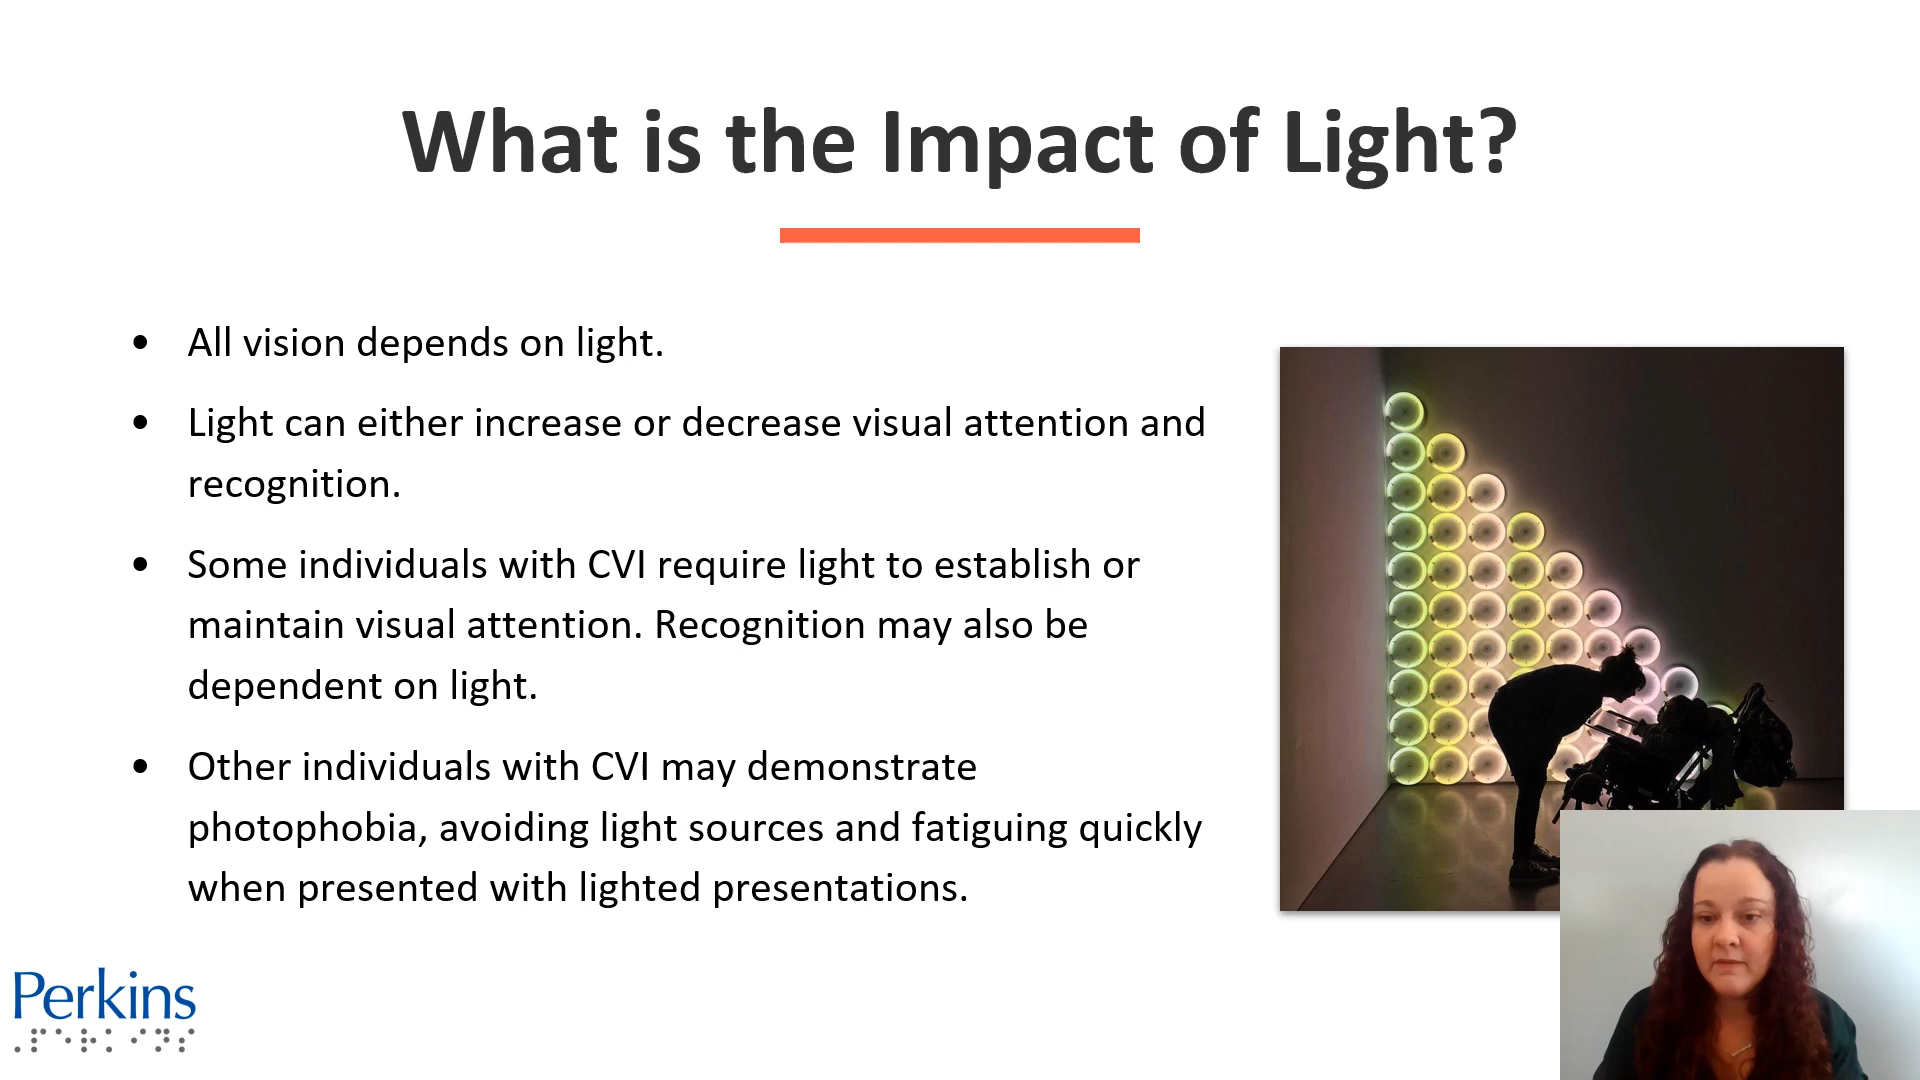 What is the Impact of Light?
• All vision depends on light.
• Light can either increase or decrease visual attention and
recognition.
• Some individuals with CVI require light to establish or
maintain visual attention. Recognition may also be
dependent on light.
• Other individuals with CVI may demonstrate
photophobia, avoiding light sources and fatiguing quickly
when presented with lighted presentations.
Perkins
⠠⠏⠑⠗⠅⠊⠝⠎